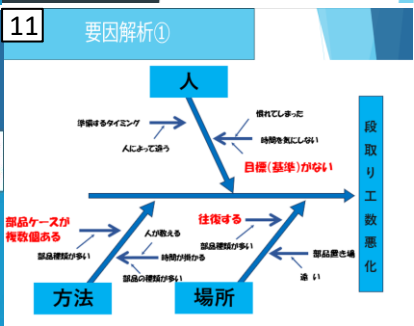 11
要因解析①
人
準備するタイミング
人によって違う
慣れてしまった
時間を気にしない
目標(基準)がない
段取り工数悪化
部品ケースが
複数個ある
部品種類が多い
人が数える
時間が掛かる
部品の種類が多い
往復する
部品種類が多い
部品置き場
遠い
方法
場所